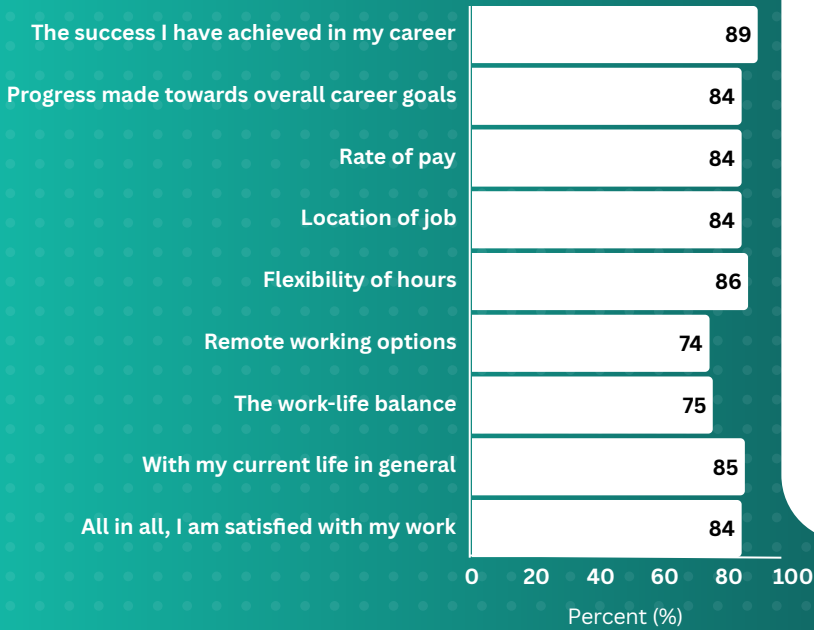 The success I have achieved in my career 89
Progress made towards overall career goals 84
Rate of pay 84
Location of job 84
Flexibility of hours 86
Remote working options 74
The work-life balance 75
With my current life in general 85
All in all, I am satisfied with my work 84
0 20 40 60 80 100
Percent (%)